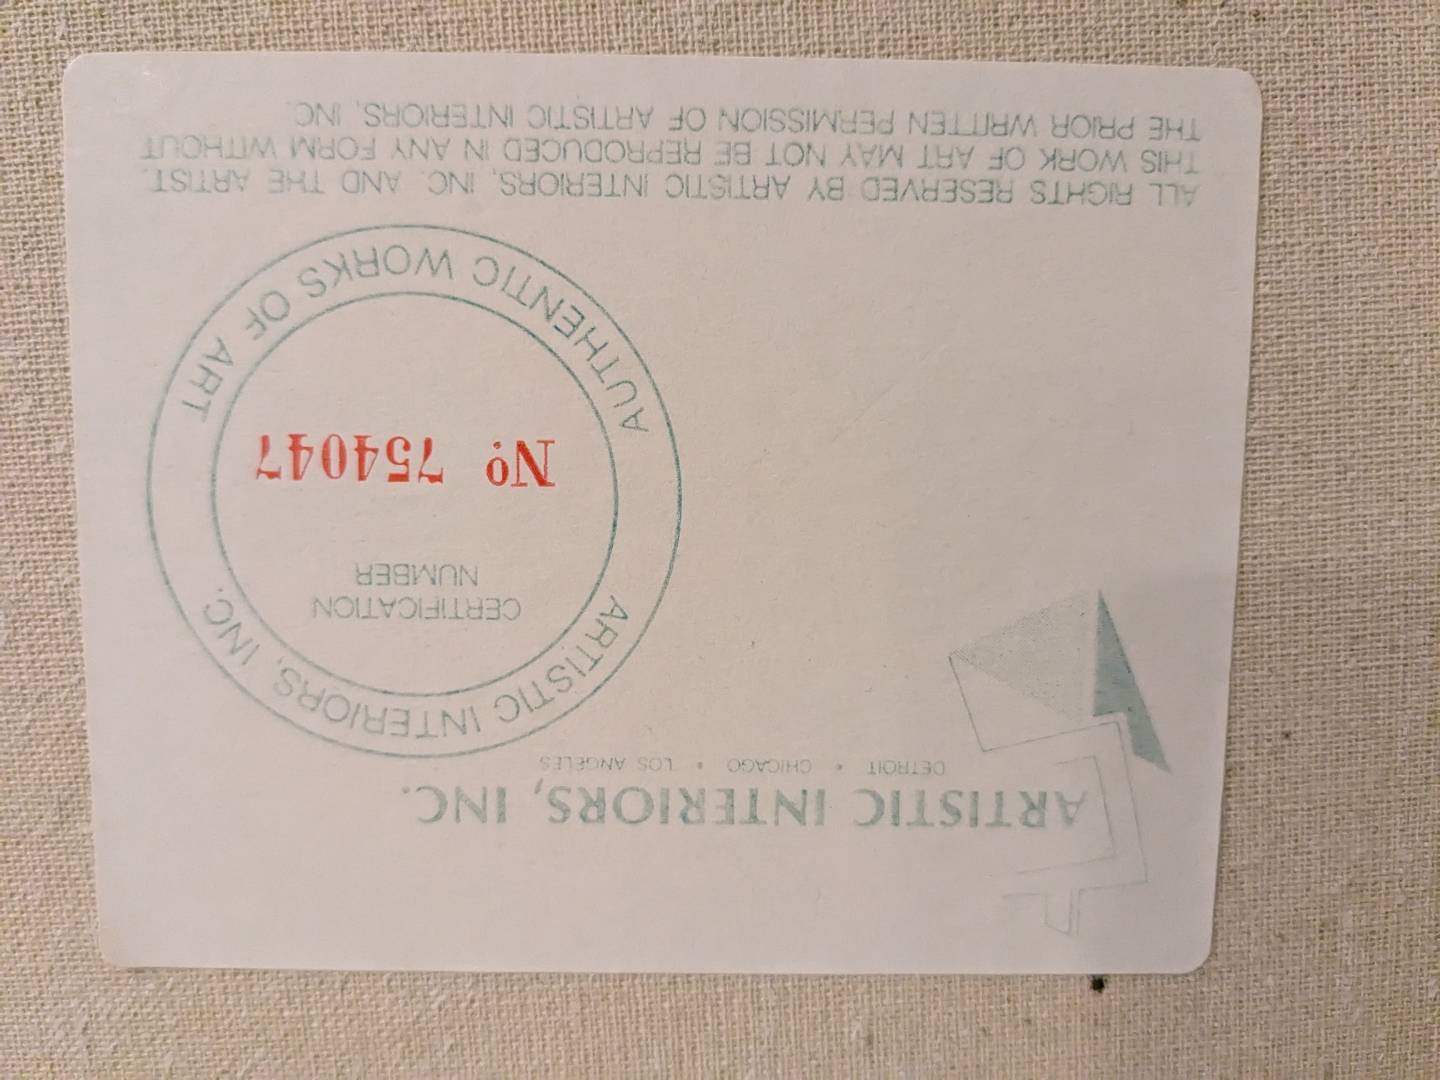 ARTISTIC INTERIORS, INC.
DETROIT • CHICAGO • LOS ANGELES
ARTISTIC INTERIORS, INC.
CERTIFICATION
NUMBER
Nº 754047
AUTHENTIC WORKS OF ART
ALL RIGHTS RESERVED BY ARTISTIC INTERIORS, INC. AND THE ARTIST.
THIS WORK OF ART MAY NOT BE REPRODUCED IN ANY FORM WITHOUT
THE PRIOR WRITTEN PERMISSION OF ARTISTIC INTERIORS, INC.